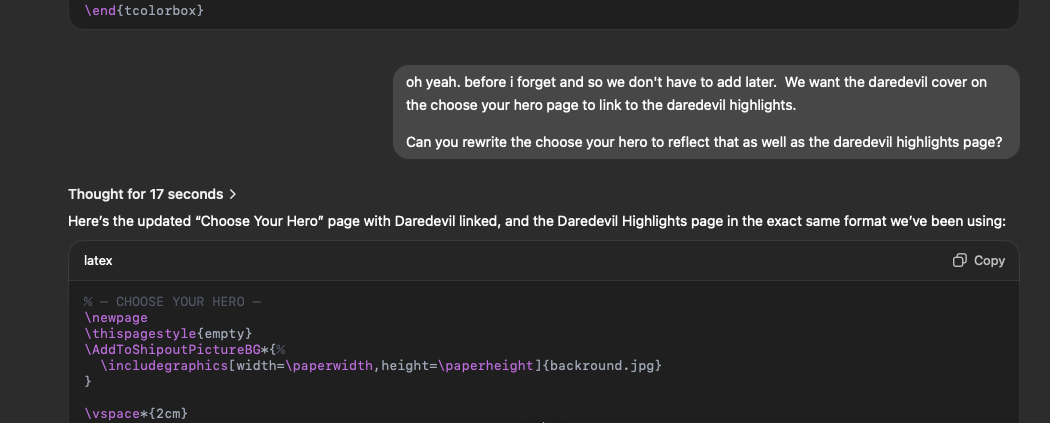 \end{tcolorbox}
oh yeah. before i forget and so we don't have to add later.  We want the daredevil cover on
the choose your hero page to link to the daredevil highlights.
Can you rewrite the choose your hero to reflect that as well as the daredevil highlights page?
Thought for 17 seconds >
Here's the updated “Choose Your Hero” page with Daredevil linked, and the Daredevil Highlights page in the exact same format we've been using:
latex
Copy
% — CHOOSE YOUR HERO —
\newpage
\thispagestyle{empty}
\AddToShipoutPictureBG*{%
  \includegraphics[width=\paperwidth,height=\paperheight]{backround.jpg}
}
\vspace*{2cm}